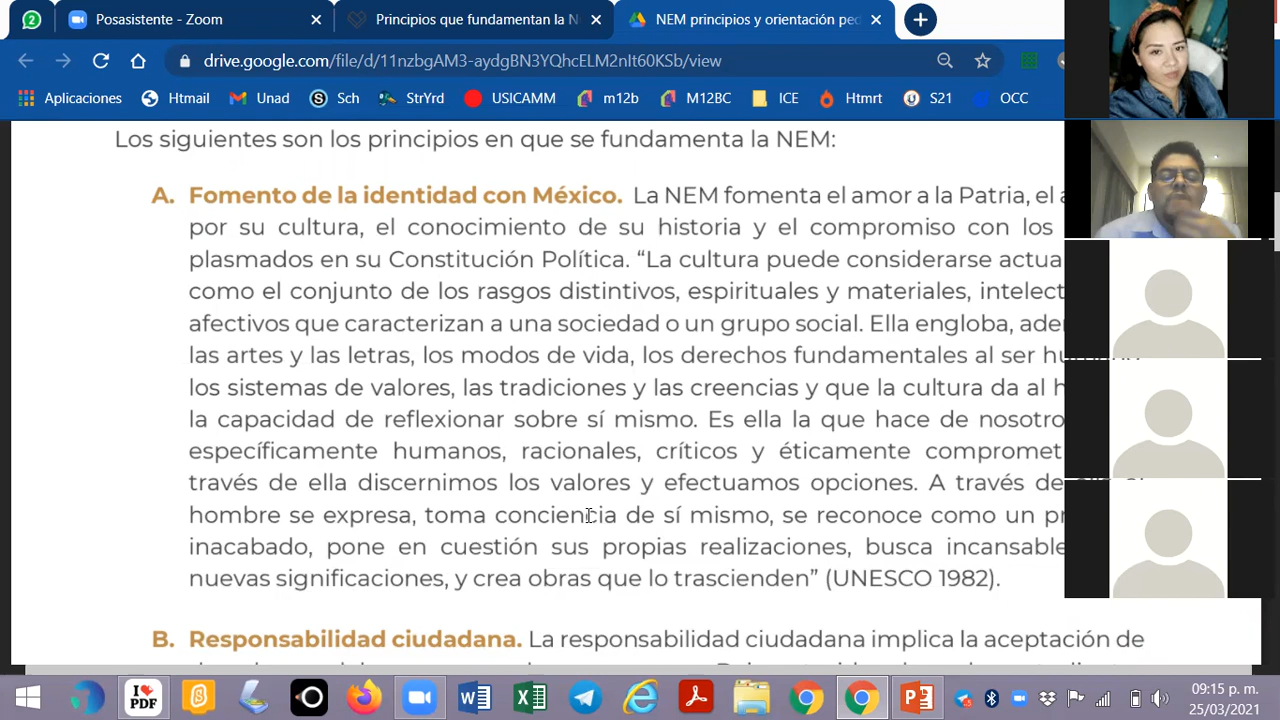 2
Posasistente - Zoom
Principios que fundamentan la N
NEM principios y orientación pe
drive.google.com/file/d/11nzbgAM3-aydgBN3YQhcELM2nIt60KSb/view
Aplicaciones Htmail Unad Sch StrYrd USICAMM m12b M12BC ICE Htmrt S21 OCC
Los siguientes son los principios en que se fundamenta la NEM:
A. Fomento de la identidad con México. La NEM fomenta el amor a la Patria, el
por su cultura, el conocimiento de su historia y el compromiso con los
plasmados en su Constitución Política. “La cultura puede considerarse actua
como el conjunto de los rasgos distintivos, espirituales y materiales, intelect
afectivos que caracterizan a una sociedad o un grupo social. Ella engloba, ade
las artes y las letras, los modos de vida, los derechos fundamentales al ser hu
los sistemas de valores, las tradiciones y las creencias y que la cultura da al h
la capacidad de reflexionar sobre sí mismo. Es ella la que hace de nosotro
específicamente humanos, racionales, críticos y éticamente compromet
través de ella discernimos los valores y efectuamos opciones. A través de
hombre se expresa, toma conciencia de sí mismo, se reconoce como un pr
inacabado, pone en cuestión sus propias realizaciones, busca incansable
nuevas significaciones, y crea obras que lo trascienden” (UNESCO 1982).
B. Responsabilidad ciudadana. La responsabilidad ciudadana implica la aceptación de
I PDF
09:15 p. m.
25/03/2021